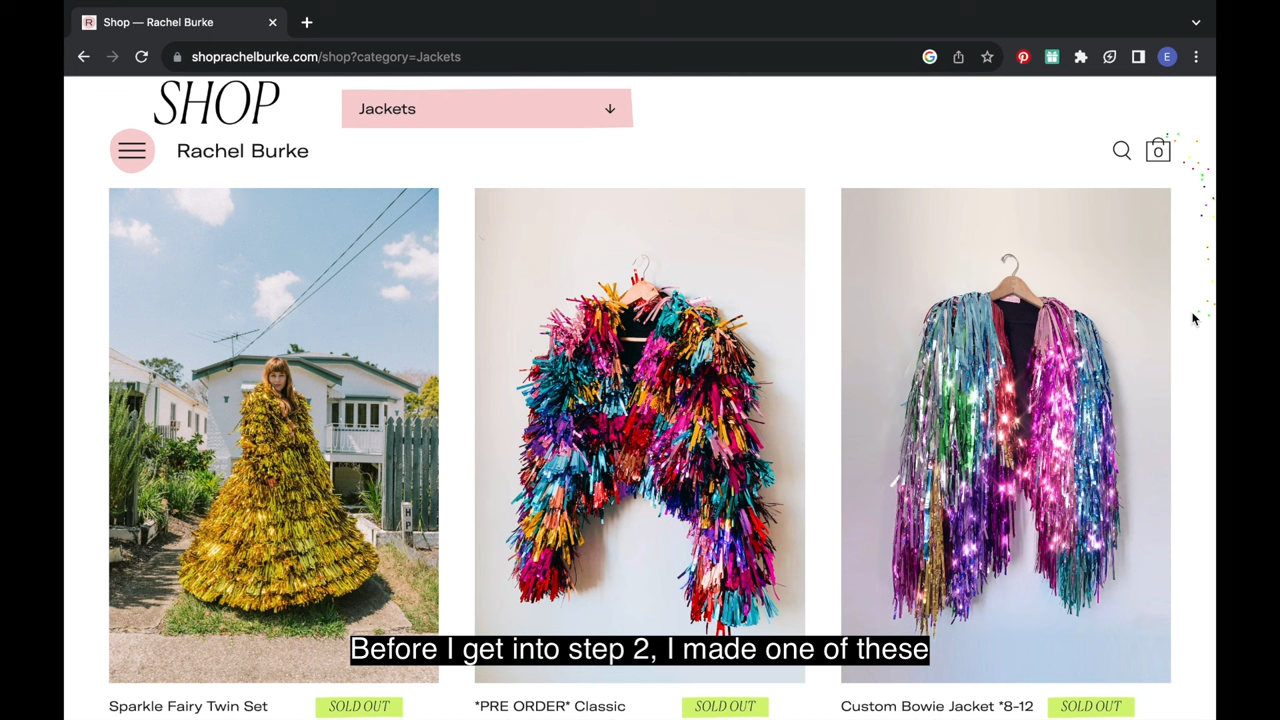 Shop — Rachel Burke
shoprachelburke.com/shop?category=Jackets
E
SHOP
Jackets
Rachel Burke
0
Before I get into step 2, I made one of these
Sparkle Fairy Twin Set
SOLD OUT
*PRE ORDER* Classic
SOLD OUT
Custom Bowie Jacket *8-12
SOLD OUT